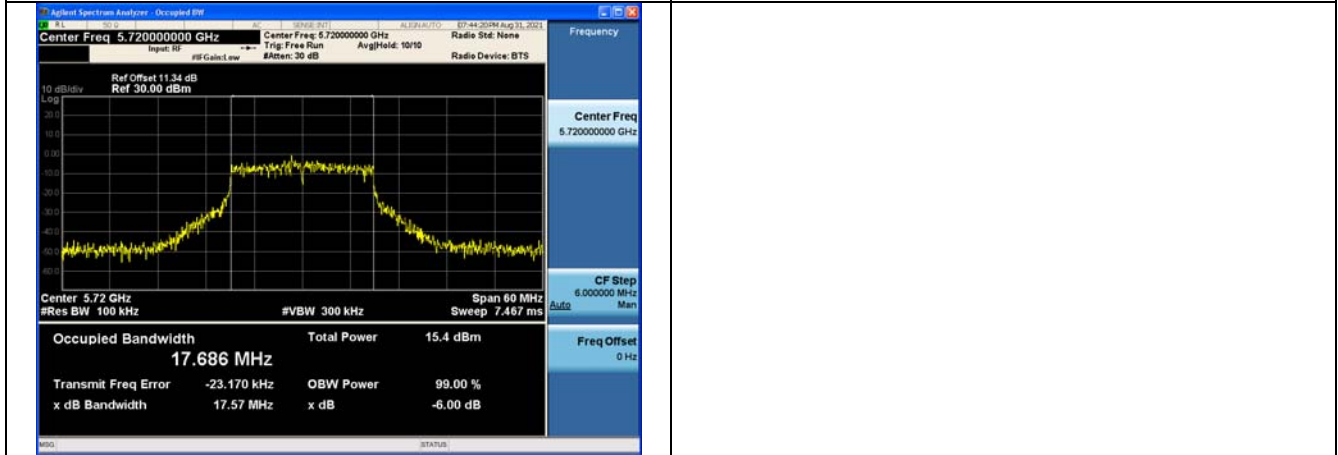 Agilent Spectrum Analyzer - Occupied BW
RL 50 Ω AC SENSE:INT ALIGNAUTO 07:44:20 PM Aug 31, 2021
Center Freq 5.720000000 GHz
Input: RF
#IFGain:Low
Center Freq: 5.720000000 GHz
Trig: Free Run Avg|Hold: 10/10
#Atten: 30 dB
Radio Std: None
Radio Device: BTS
Frequency
Ref Offset 11.34 dB
10 dB/div Ref 30.00 dBm
Log
20.0
10.0
0.00
-10.0
-20.0
-30.0
-40.0
-50.0
-60.0
Center Freq
5.720000000 GHz
Center 5.72 GHz Span 60 MHz
#Res BW 100 kHz #VBW 300 kHz Sweep 7.467 ms
CF Step
6.000000 MHz
Auto Man
Occupied Bandwidth Total Power 15.4 dBm
17.686 MHz
Transmit Freq Error -23.170 kHz OBW Power 99.00 %
x dB Bandwidth 17.57 MHz x dB -6.00 dB
Freq Offset
0 Hz
MSG STATUS